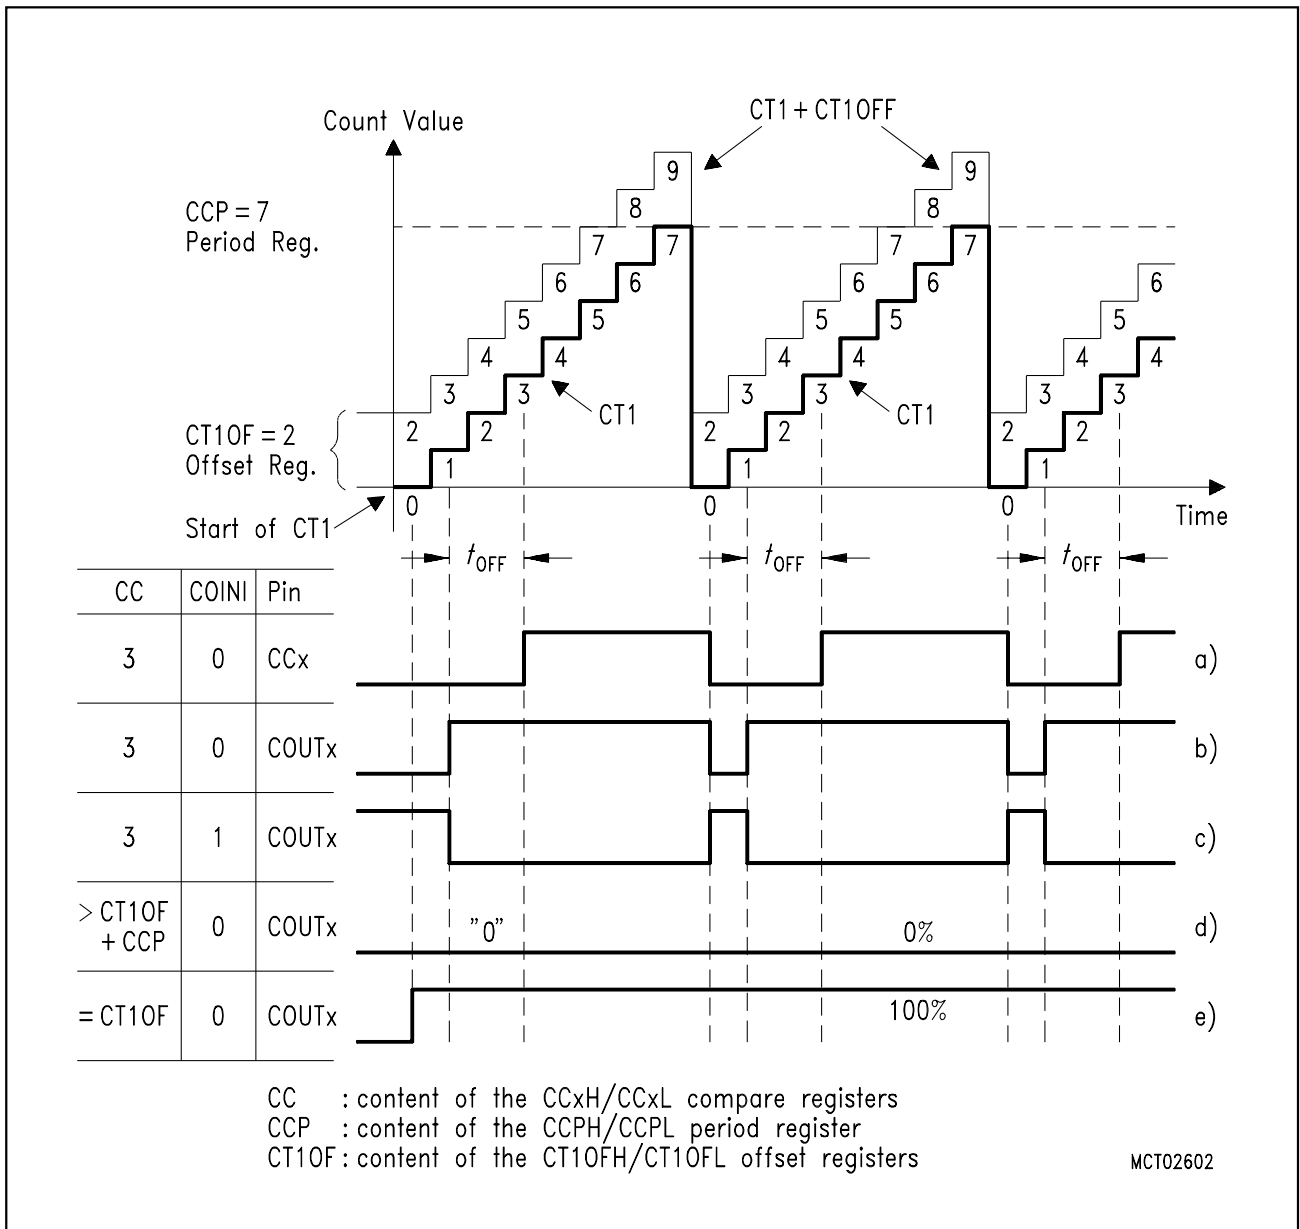 Count Value
CT1 + CT1OFF
CCP = 7
Period Reg.
9 9
8 8
7 7 7 7
6 6 6 6 6
5 5 5 5 5
4 4 4 4 4 4
3 3 3 3 3 3
CT1 CT1
CT1OF = 2
Offset Reg.
2 2 2 2 2 2
1 1 1
Start of CT1
0 0 0
Time
tOFF tOFF tOFF
CC COINI Pin
3 0 CCx a)
3 0 COUTx b)
3 1 COUTx c)
> CT1OF
+ CCP 0 COUTx "0" 0% d)
= CT1OF 0 COUTx 100% e)
CC : content of the CCxH/CCxL compare registers
CCP : content of the CCPH/CCPL period register
CT1OF : content of the CT1OFH/CT1OFL offset registers
MCT02602